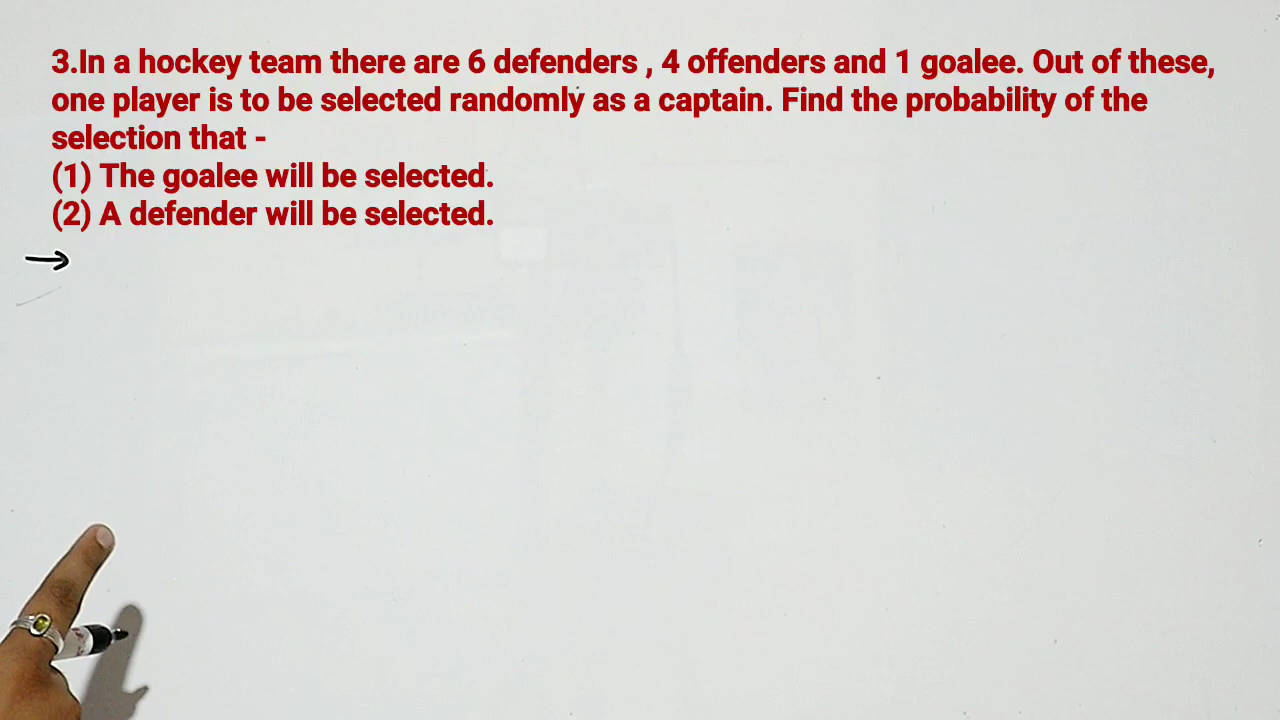 3.In a hockey team there are 6 defenders , 4 offenders and 1 goalee. Out of these,
one player is to be selected randomly as a captain. Find the probability of the
selection that -
(1) The goalee will be selected.
(2) A defender will be selected.
→